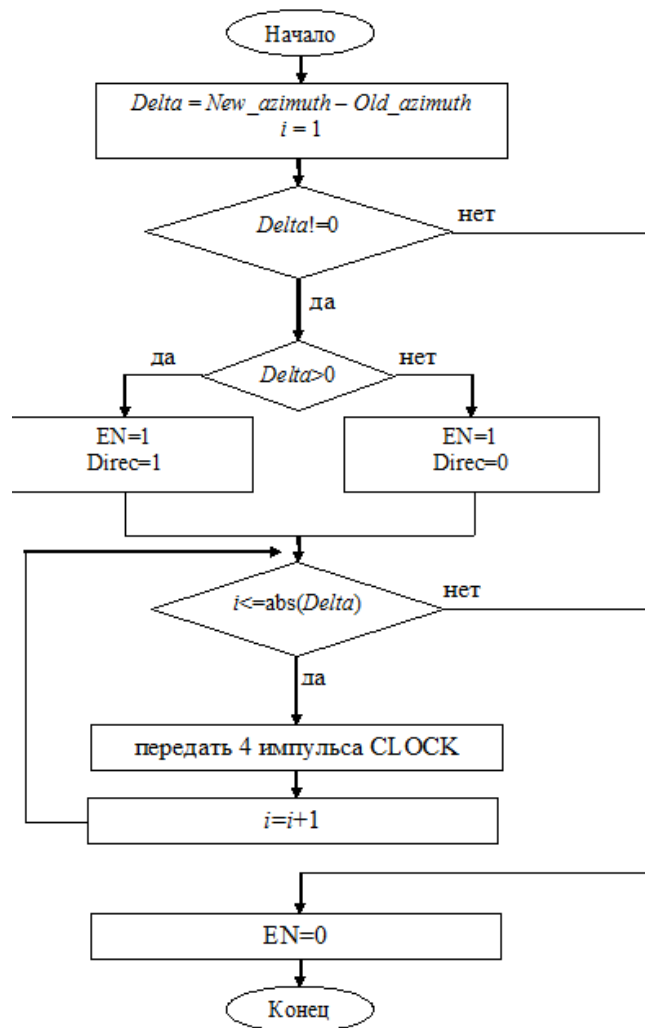 Начало
Delta = New_azimuth – Old_azimuth
i = 1
Delta!=0
нет
да
да
Delta>0
нет
EN=1
Direc=1
EN=1
Direc=0
i<=abs(Delta)
нет
да
передать 4 импульса CLOCK
i=i+1
EN=0
Конец